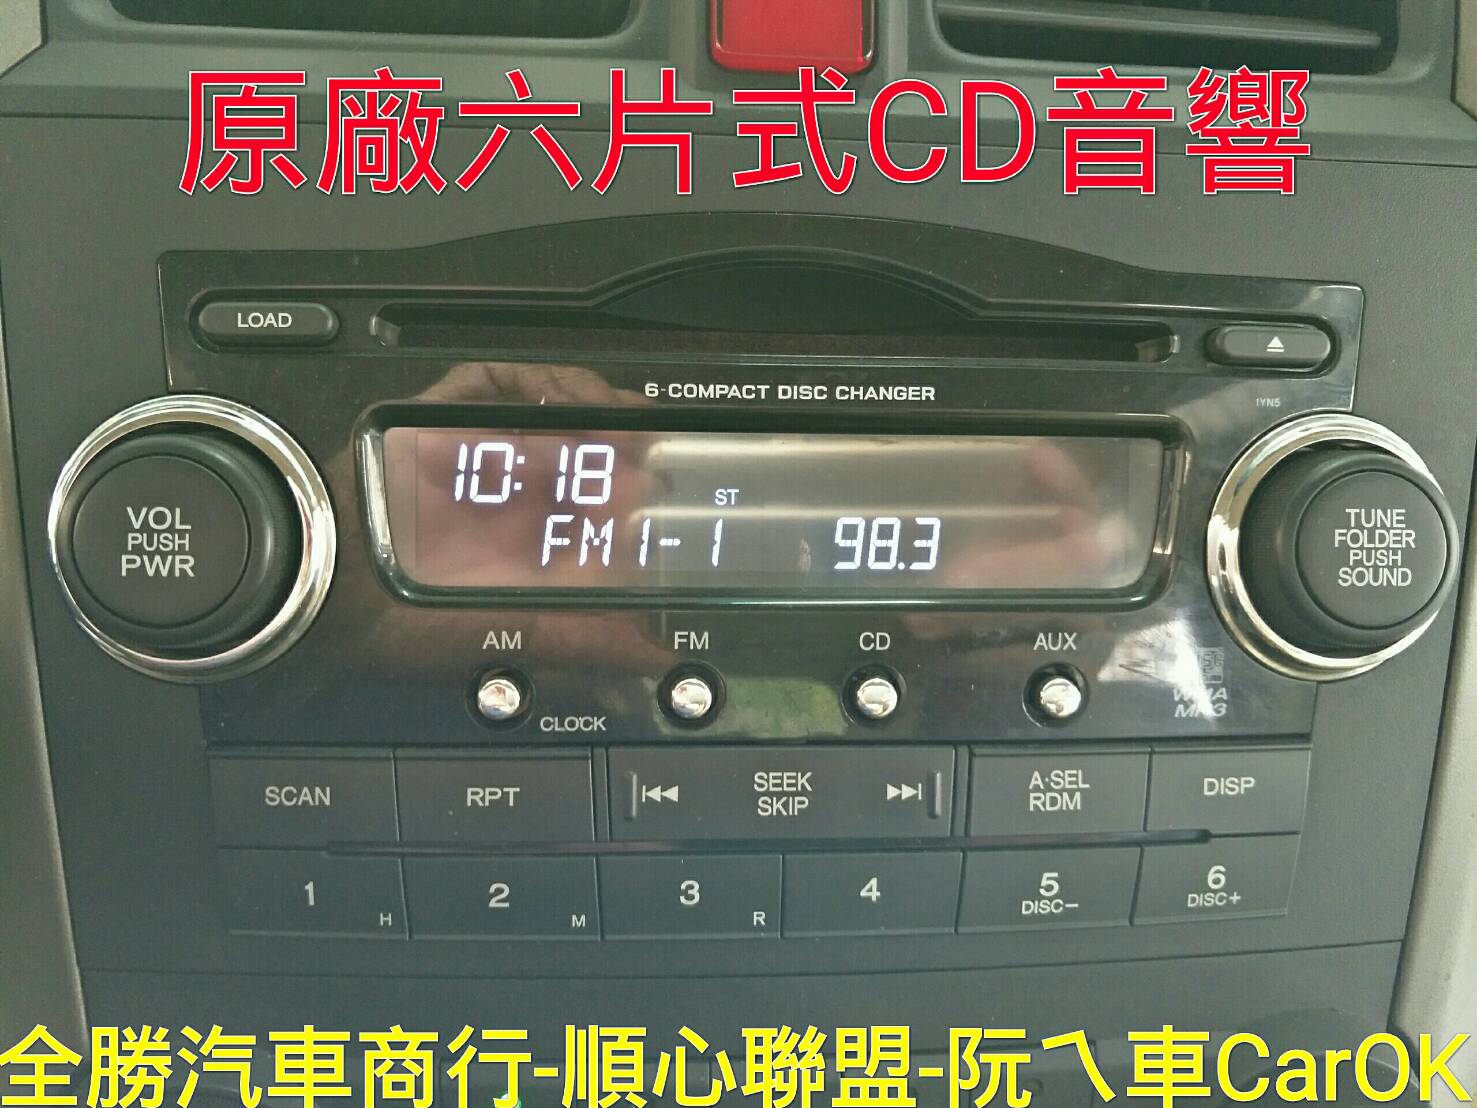 原廠六片式CD音響
LOAD
6-COMPACT DISC CHANGER
1YN5
10:18
ST
FM1-1 98.3
VOL
PUSH
PWR
TUNE
FOLDER
PUSH
SOUND
AM FM CD AUX
CLOCK
WMA
MP3
SCAN RPT SEEK SKIP A·SEL RDM DISP
1 H 2 M 3 R 4 5 DISC− 6 DISC+
全勝汽車商行-順心聯盟-阮ㄟ車CarOK